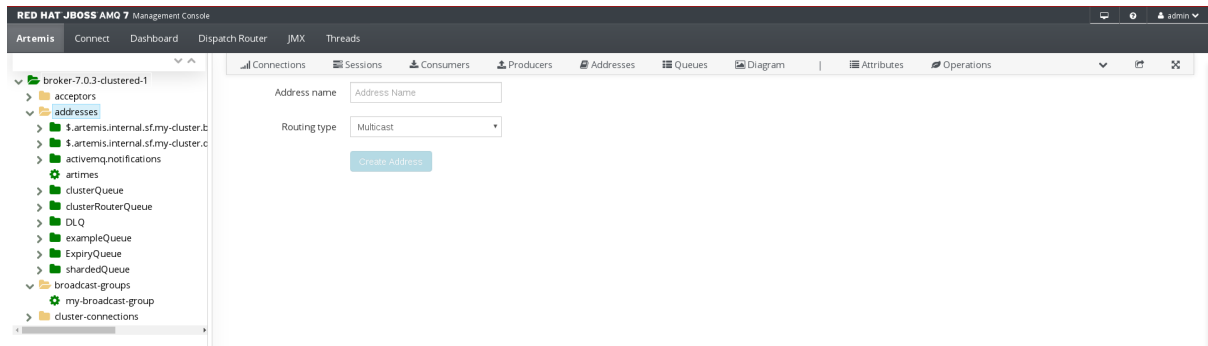 RED HAT JBOSS AMQ 7 Management Console
admin
Artemis Connect Dashboard Dispatch Router JMX Threads
Connections Sessions Consumers Producers Addresses Queues Diagram | Attributes Operations
broker-7.0.3-clustered-1
acceptors
addresses
$.artemis.internal.sf.my-cluster.b
$.artemis.internal.sf.my-cluster.c
activemq.notifications
artimes
clusterQueue
clusterRouterQueue
DLQ
exampleQueue
ExpiryQueue
shardedQueue
broadcast-groups
my-broadcast-group
cluster-connections
Address name Address Name
Routing type Multicast
Create Address